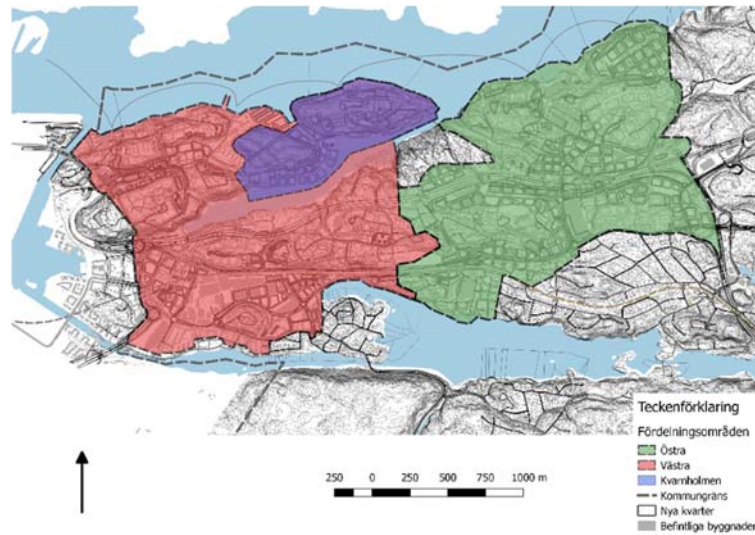 Teckenförklaring
Fördelningsområden
Östra
Västra
Kvarnholmen
Kommungräns
Nya kvarter
Befintliga byggnader
250 0 250 500 750 1000 m